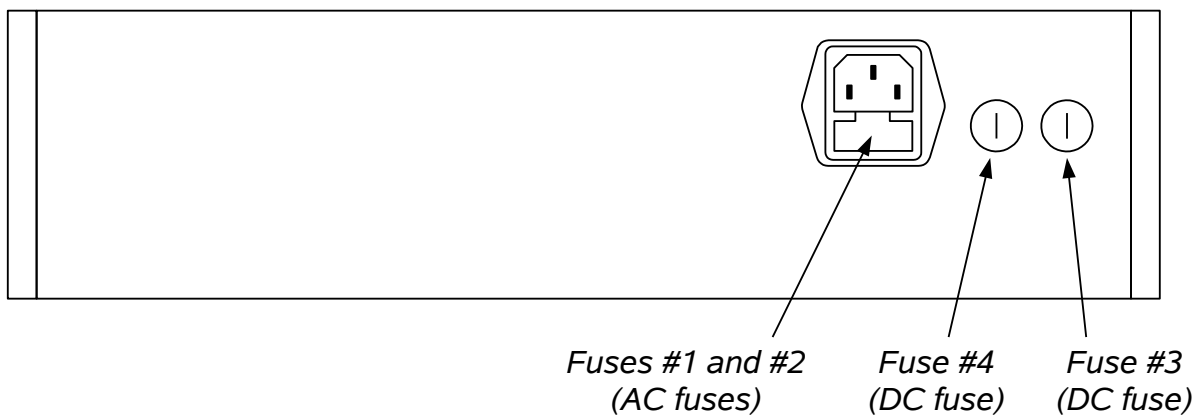 Fuses #1 and #2
(AC fuses)
Fuse #4
(DC fuse)
Fuse #3
(DC fuse)